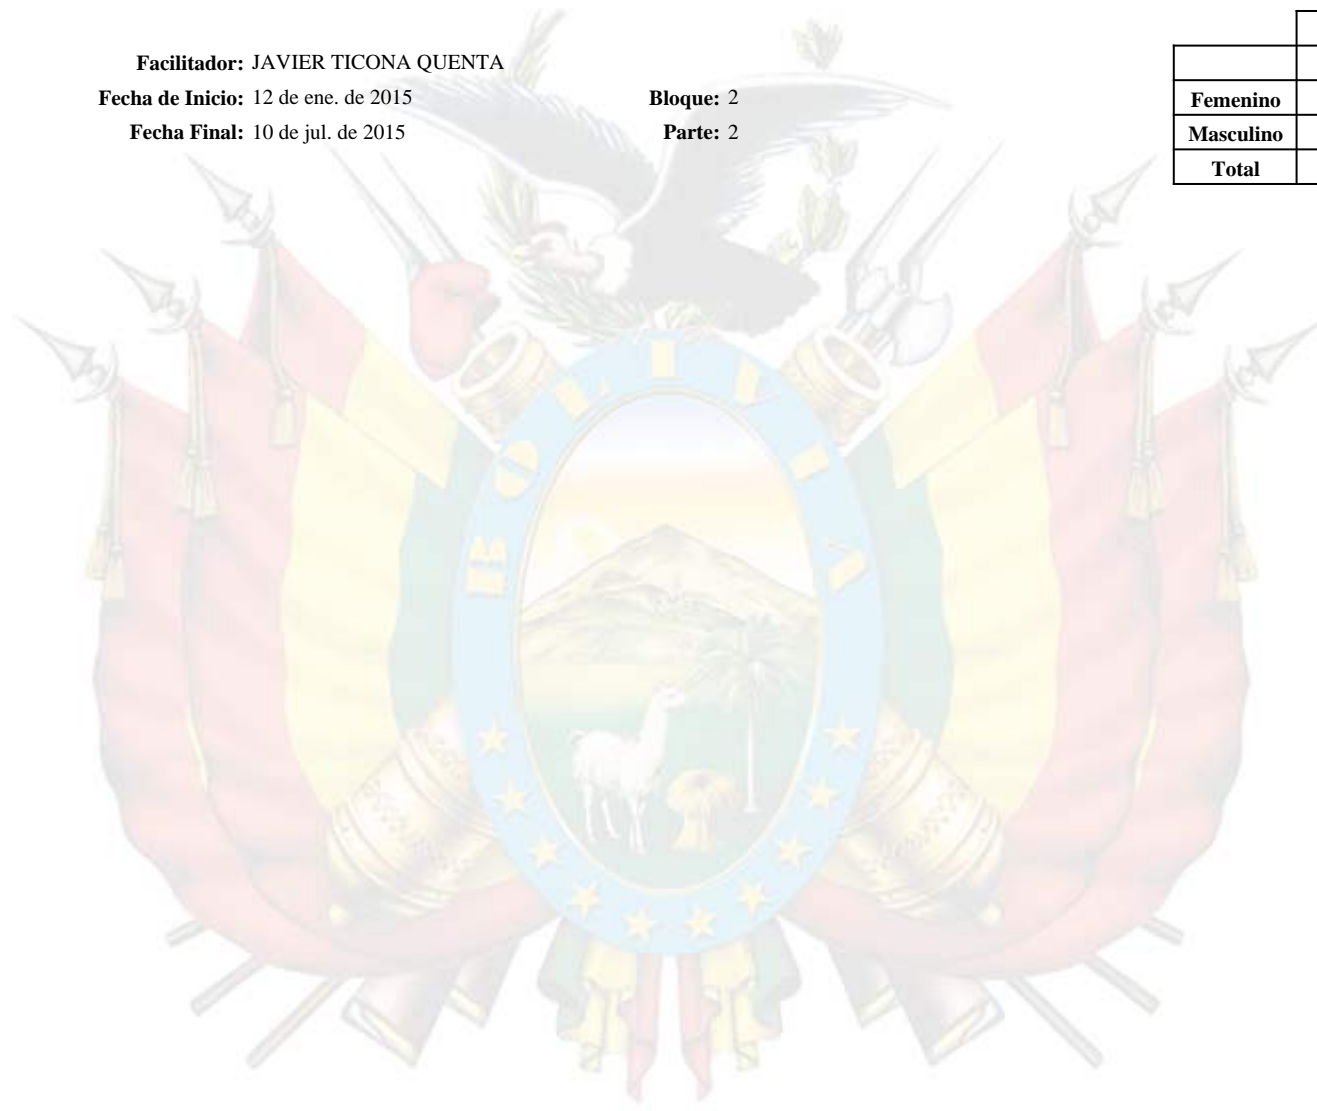 Facilitador: JAVIER TICONA QUENTA
Fecha de Inicio: 12 de ene. de 2015 Bloque: 2
Fecha Final: 10 de jul. de 2015 Parte: 2
Femenino
Masculino
Total
BOLIVIA